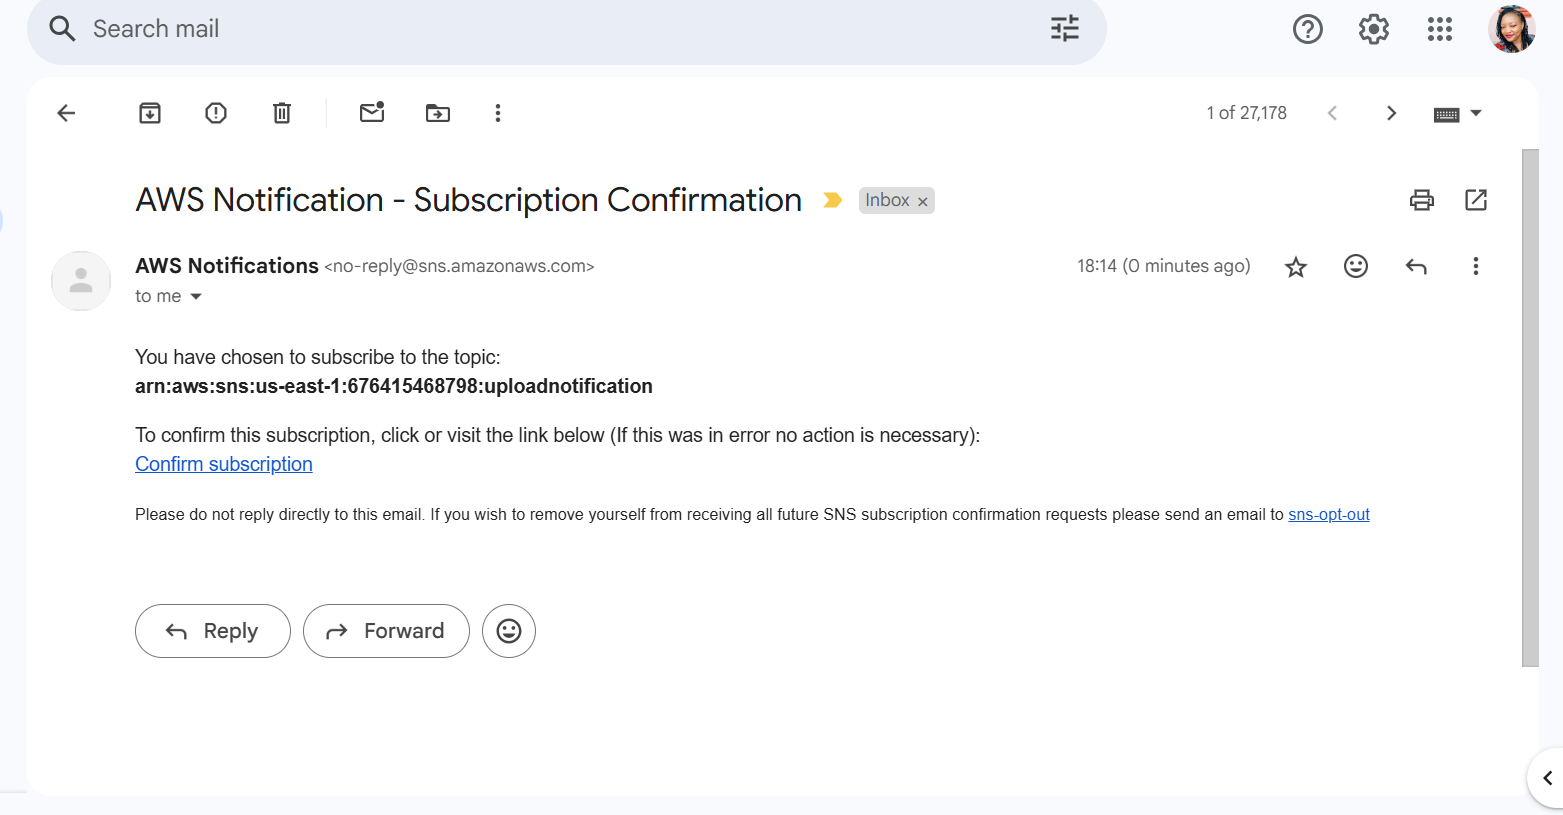 Search mail
1 of 27,178
AWS Notification - Subscription Confirmation
Inbox ×
AWS Notifications <no-reply@sns.amazonaws.com>
18:14 (0 minutes ago)
to me
You have chosen to subscribe to the topic:
arn:aws:sns:us-east-1:676415468798:uploadnotification
To confirm this subscription, click or visit the link below (If this was in error no action is necessary):
Confirm subscription
Please do not reply directly to this email. If you wish to remove yourself from receiving all future SNS subscription confirmation requests please send an email to sns-opt-out
Reply
Forward